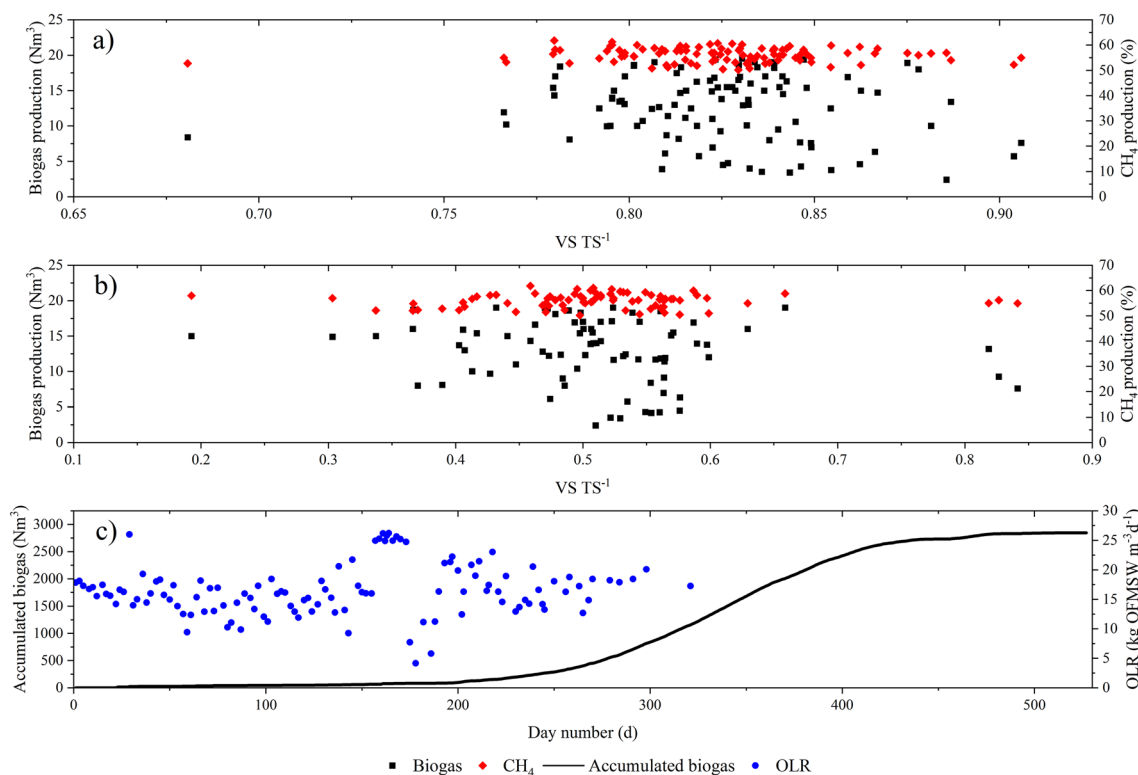 a)
Biogas production (Nm³)
25
20
15
10
5
0
70
60
50
40
30
20
10
0
CH₄ production (%)
0.65 0.70 0.75 0.80 0.85 0.90
VS TS⁻¹
b)
Biogas production (Nm³)
25
20
15
10
5
0
70
60
50
40
30
20
10
0
CH₄ production (%)
0.1 0.2 0.3 0.4 0.5 0.6 0.7 0.8 0.9
VS TS⁻¹
c)
Accumulated biogas (Nm³)
3000
2500
2000
1500
1000
500
0
30
25
20
15
10
5
0
OLR (kg OFMSW m⁻³d⁻¹)
0 100 200 300 400 500
Day number (d)
Biogas CH₄ Accumulated biogas OLR